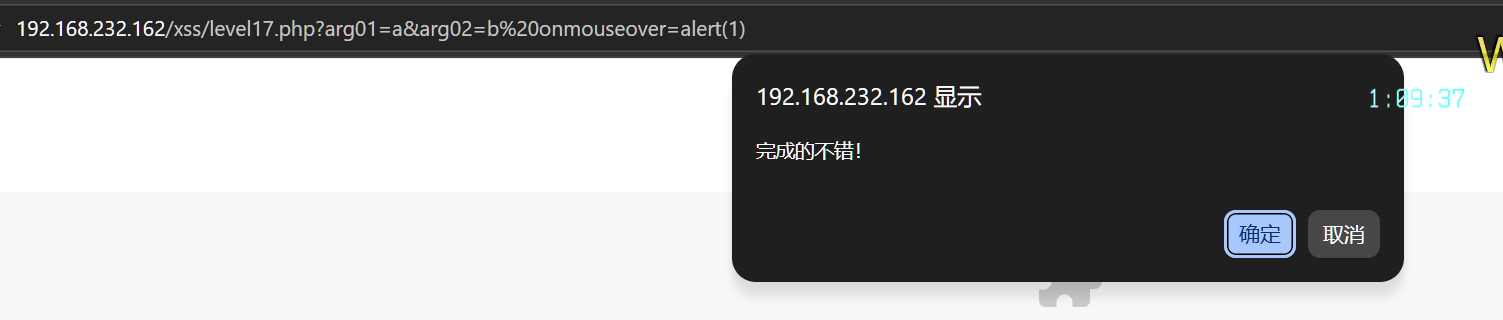 192.168.232.162/xss/level17.php?arg01=a&arg02=b%20onmouseover=alert(1)
192.168.232.162 显示
1:09:37
完成的不错！
确定
取消